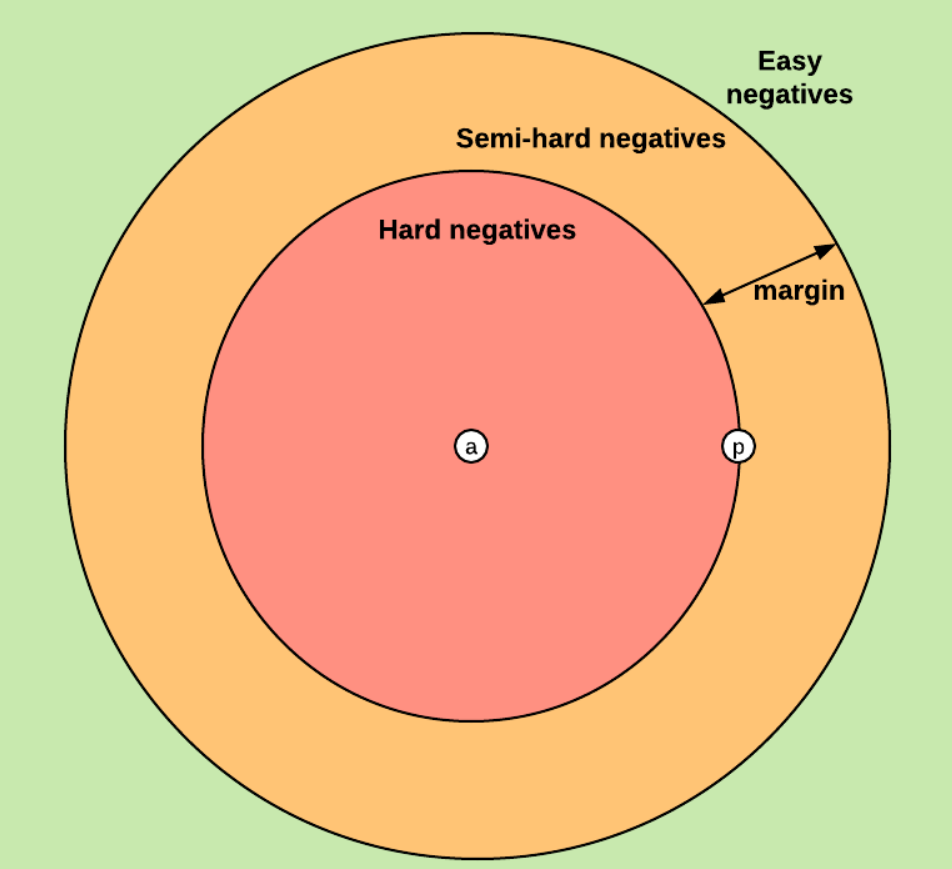 Easy
negatives
Semi-hard negatives
Hard negatives
margin
a
p